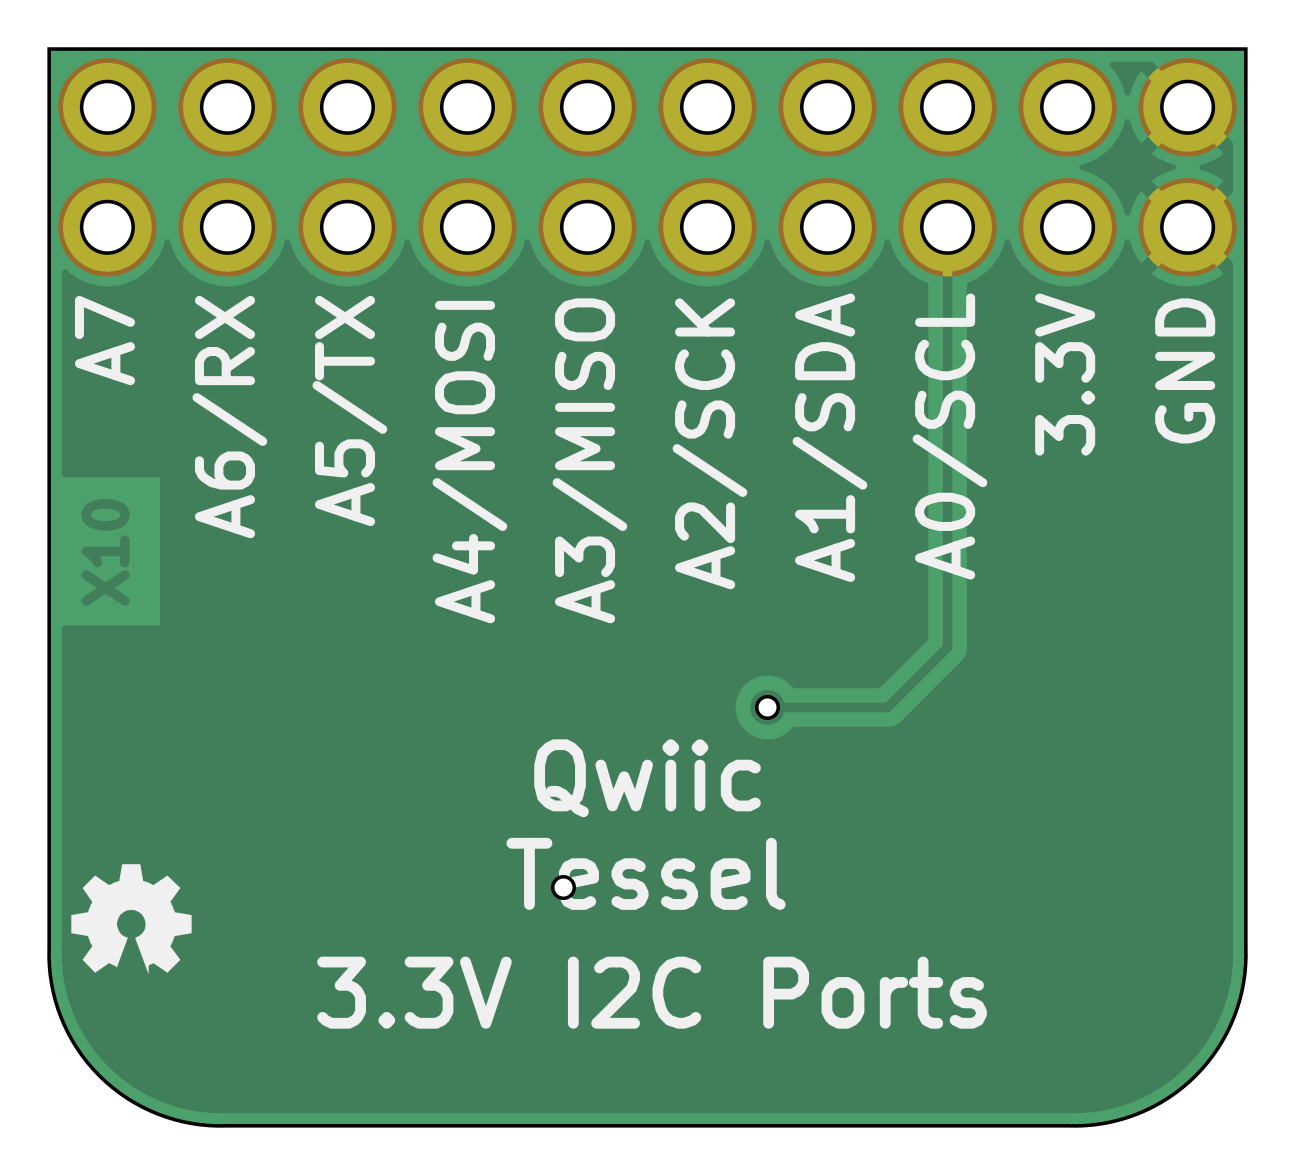 A7
A6/RX
A5/TX
A4/MOSI
A3/MISO
A2/SCK
A1/SDA
A0/SCL
3.3V
GND
X10
Qwiic
Tessel
3.3V I2C Ports